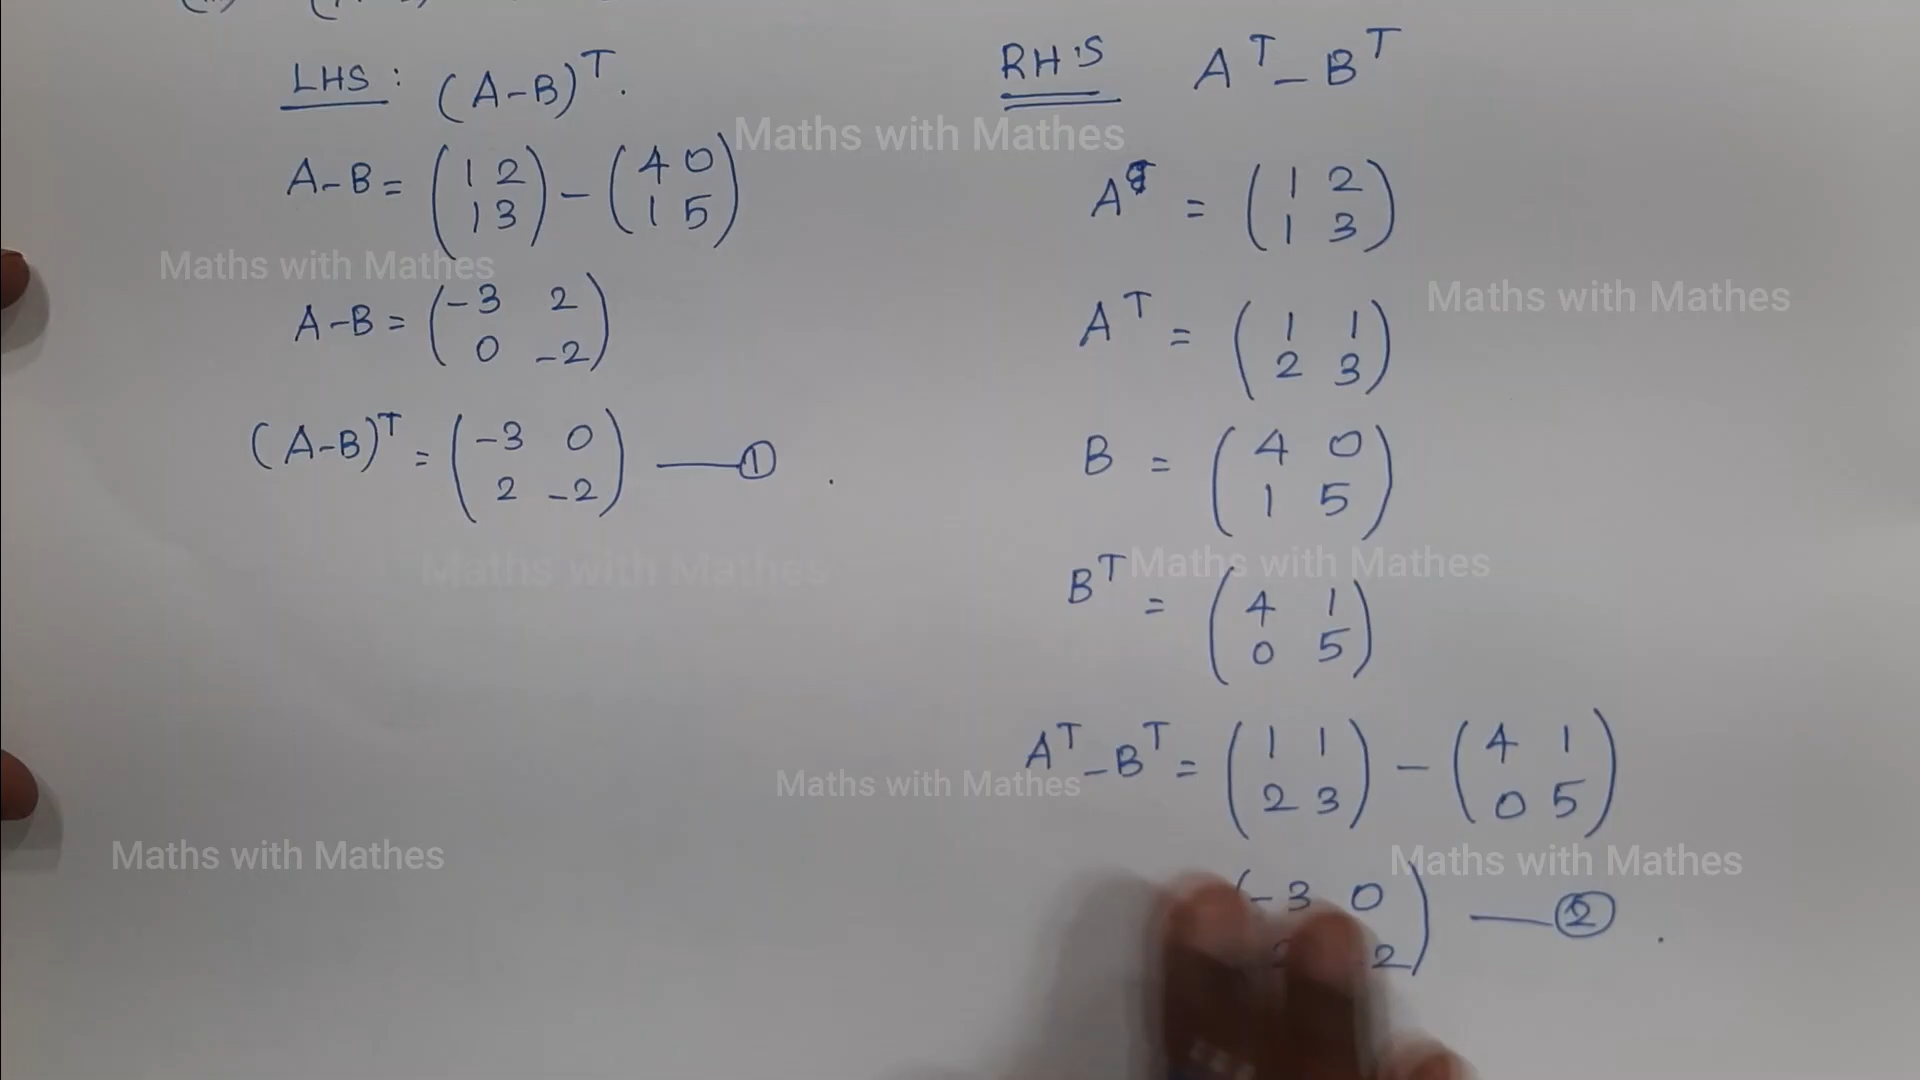 LHS : (A-B)^T.
A-B = (1 2 / 1 3) - (4 0 / 1 5)
A-B = (-3 2 / 0 -2)
(A-B)^T = (-3 0 / 2 -2) —①
RH.S A^T - B^T
A = (1 2 / 1 3)
A^T = (1 1 / 2 3)
B = (4 0 / 1 5)
B^T = (4 1 / 0 5)
A^T - B^T = (1 1 / 2 3) - (4 1 / 0 5)
(-3 0 / 2 2) —②
Maths with Mathes
Maths with Mathes
Maths with Mathes
Maths with Mathes
Maths with Mathes
Maths with Mathes
Maths with Mathes
Maths with Mathes